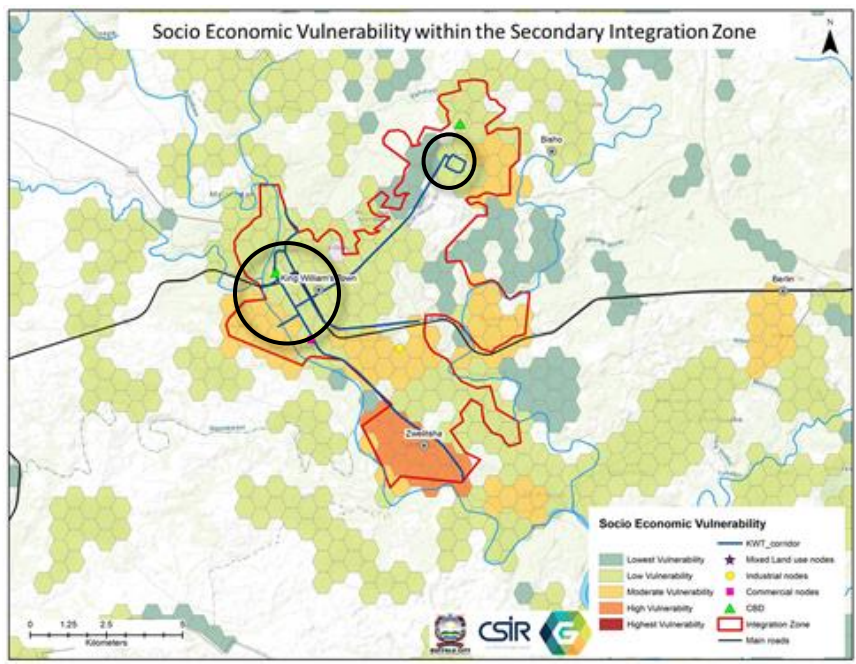 Socio Economic Vulnerability within the Secondary Integration Zone
N
Bisho
King William's Town
Berlin
Zwelitsha
Socio Economic Vulnerability
Lowest Vulnerability
Low Vulnerability
Moderate Vulnerability
High Vulnerability
Highest Vulnerability
KWT_corridor
Mixed Land use nodes
Industrial nodes
Commercial nodes
CBD
Integration Zone
Main roads
0 1.25 2.5 5
Kilometers
CSIR
G